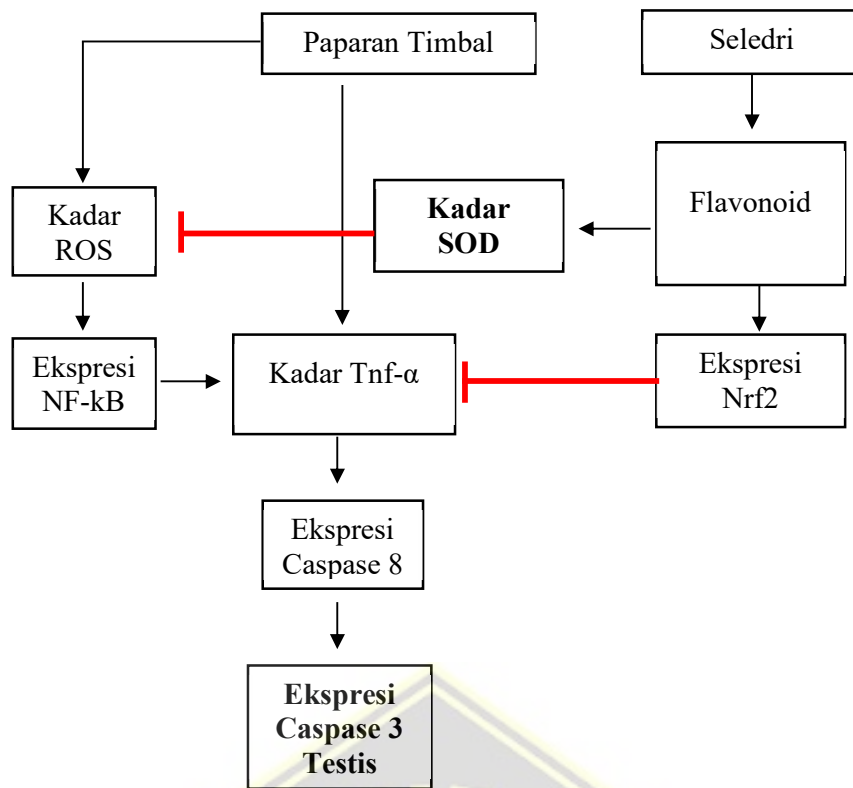 Paparan Timbal
Seledri
Kadar
ROS
Kadar
SOD
Flavonoid
Ekspresi
NF-kB
Kadar Tnf-α
Ekspresi
Nrf2
Ekspresi
Caspase 8
Ekspresi
Caspase 3
Testis